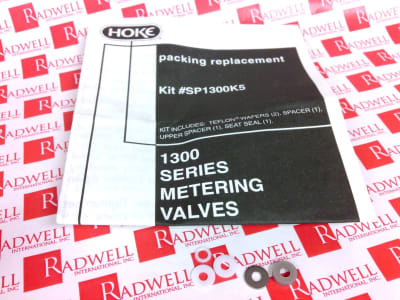 HOKE
packing replacement
Kit #SP1300K5
KIT INCLUDES: TEFLON® WAFERS (2), SPACER (1),
UPPER SPACER (1), SEAT SEAL (1).
1300
SERIES
METERING
VALVES
RADWELL
INTERNATIONAL, INC.